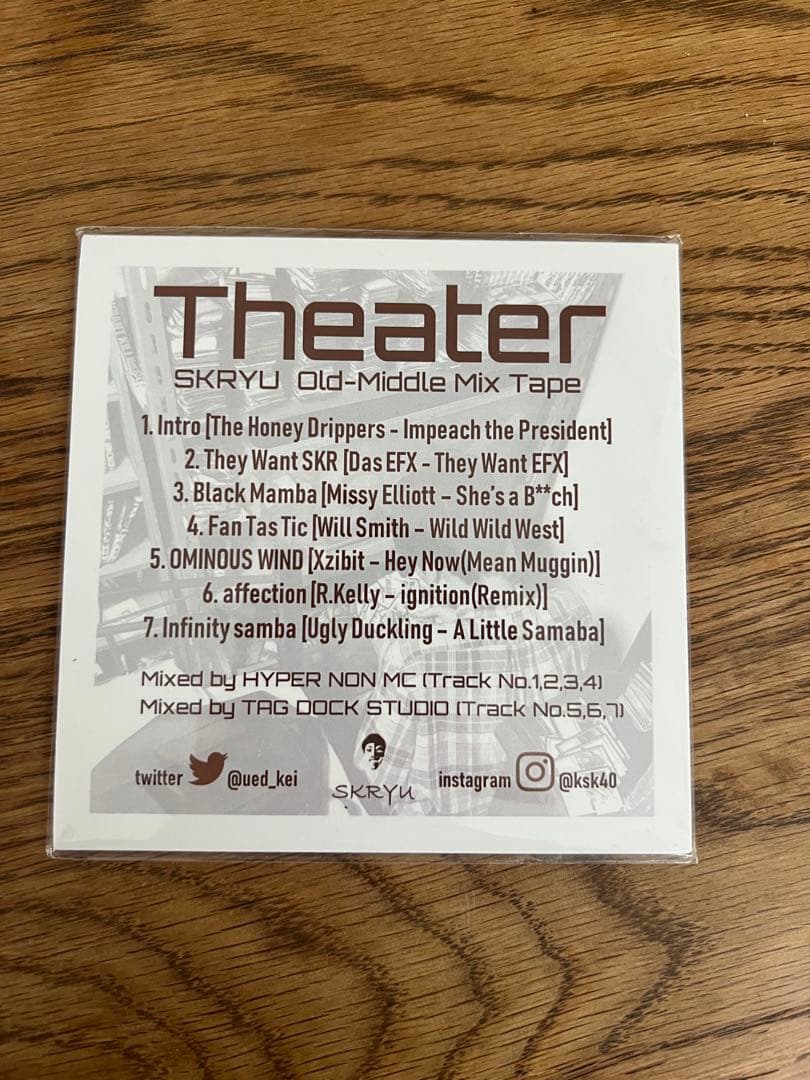 Theater
SKRYU Old-Middle Mix Tape
1. Intro [The Honey Drippers - Impeach the President]
2. They Want SKR [Das EFX - They Want EFX]
3. Black Mamba [Missy Elliott – She's a B**ch]
4. Fan Tas Tic [Will Smith – Wild Wild West]
5. OMINOUS WIND [Xzibit – Hey Now(Mean Muggin)]
6. affection [R.Kelly – ignition(Remix)]
7. Infinity samba [Ugly Duckling – A Little Samaba]
Mixed by HYPER NON MC (Track No.1,2,3,4)
Mixed by TAG DOCK STUDIO (Track No.5,6,7)
twitter @ued_kei SKRYU instagram @ksk40